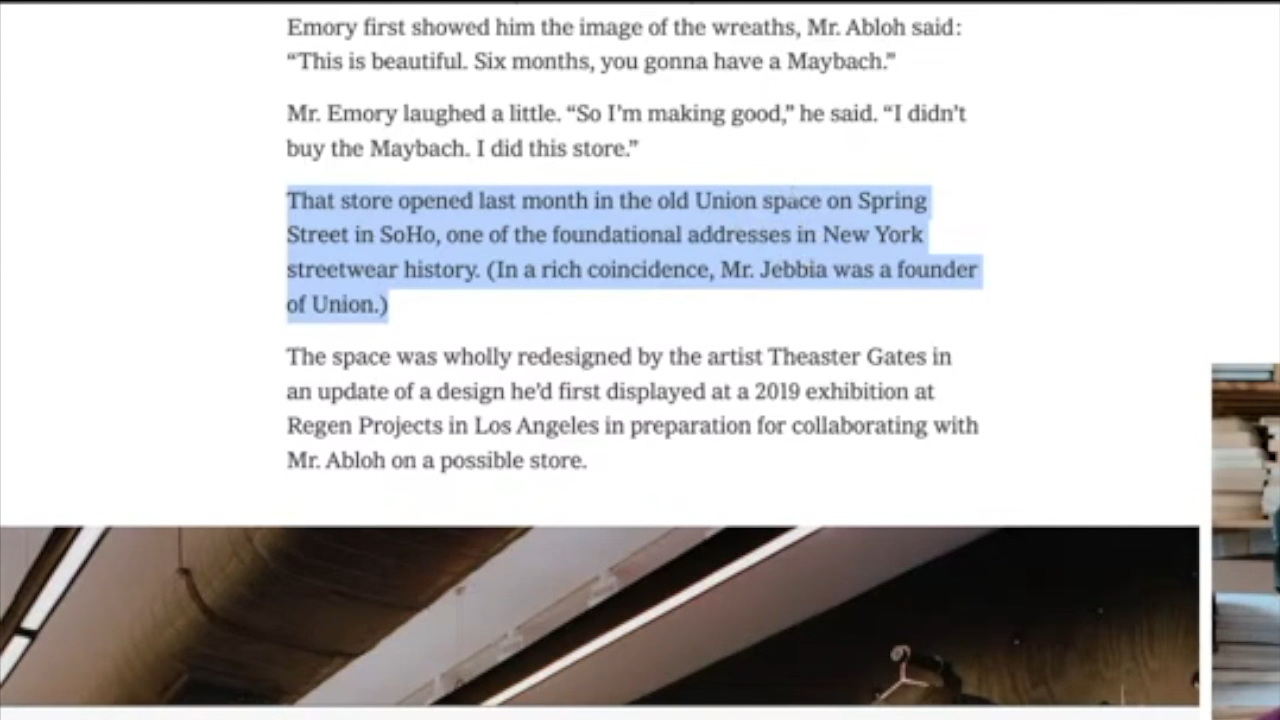 Emory first showed him the image of the wreaths, Mr. Abloh said:
“This is beautiful. Six months, you gonna have a Maybach.”
Mr. Emory laughed a little. “So I’m making good,” he said. “I didn’t
buy the Maybach. I did this store.”
That store opened last month in the old Union space on Spring
Street in SoHo, one of the foundational addresses in New York
streetwear history. (In a rich coincidence, Mr. Jebbia was a founder
of Union.)
The space was wholly redesigned by the artist Theaster Gates in
an update of a design he’d first displayed at a 2019 exhibition at
Regen Projects in Los Angeles in preparation for collaborating with
Mr. Abloh on a possible store.